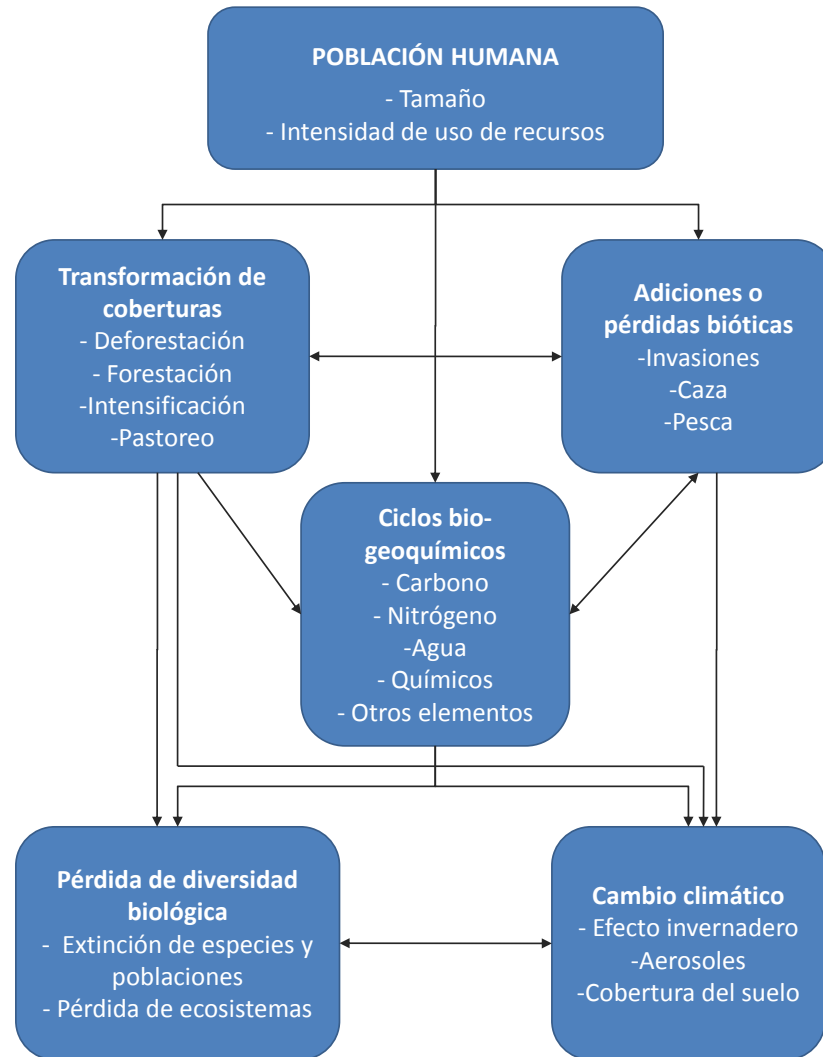 POBLACIÓN HUMANA
- Tamaño
- Intensidad de uso de recursos
Transformación de
coberturas
- Deforestación
- Forestación
-Intensificación
-Pastoreo
Adiciones o
pérdidas bióticas
-Invasiones
-Caza
-Pesca
Ciclos bio-
geoquímicos
- Carbono
- Nitrógeno
-Agua
- Químicos
- Otros elementos
Pérdida de diversidad
biológica
- Extinción de especies y
poblaciones
- Pérdida de ecosistemas
Cambio climático
- Efecto invernadero
-Aerosoles
-Cobertura del suelo